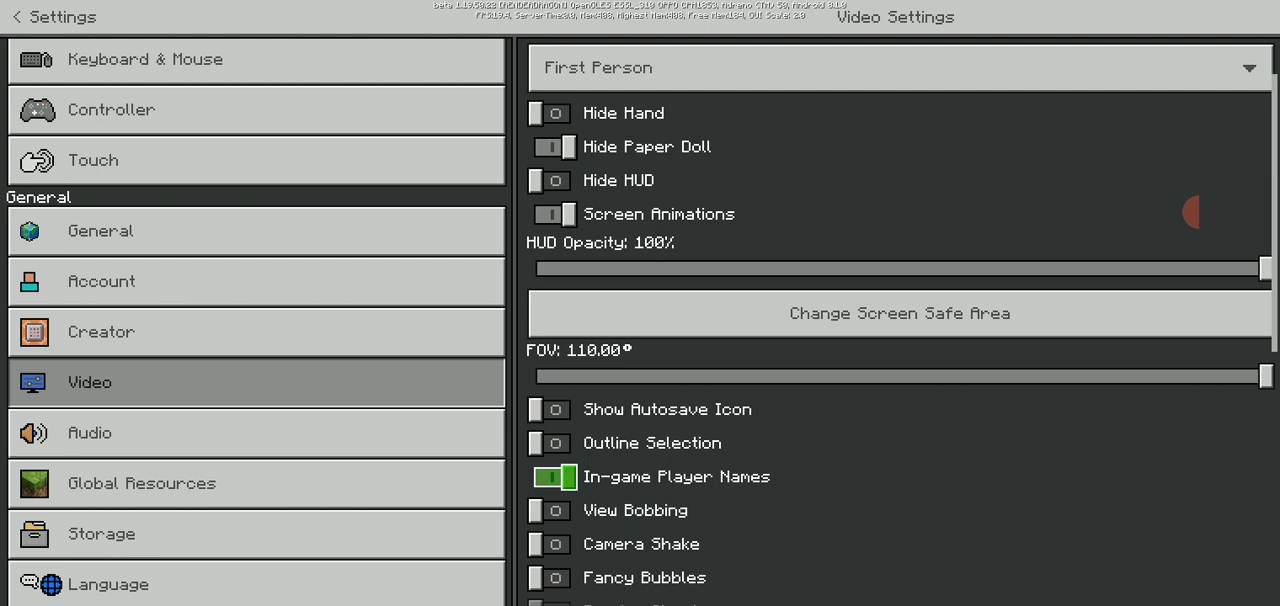 Settings
Video Settings
Keyboard & Mouse
Controller
Touch
General
General
Account
Creator
Video
Audio
Global Resources
Storage
Language
First Person
Hide Hand
Hide Paper Doll
Hide HUD
Screen Animations
HUD Opacity: 100%
Change Screen Safe Area
FOV: 110.00°
Show Autosave Icon
Outline Selection
In-game Player Names
View Bobbing
Camera Shake
Fancy Bubbles